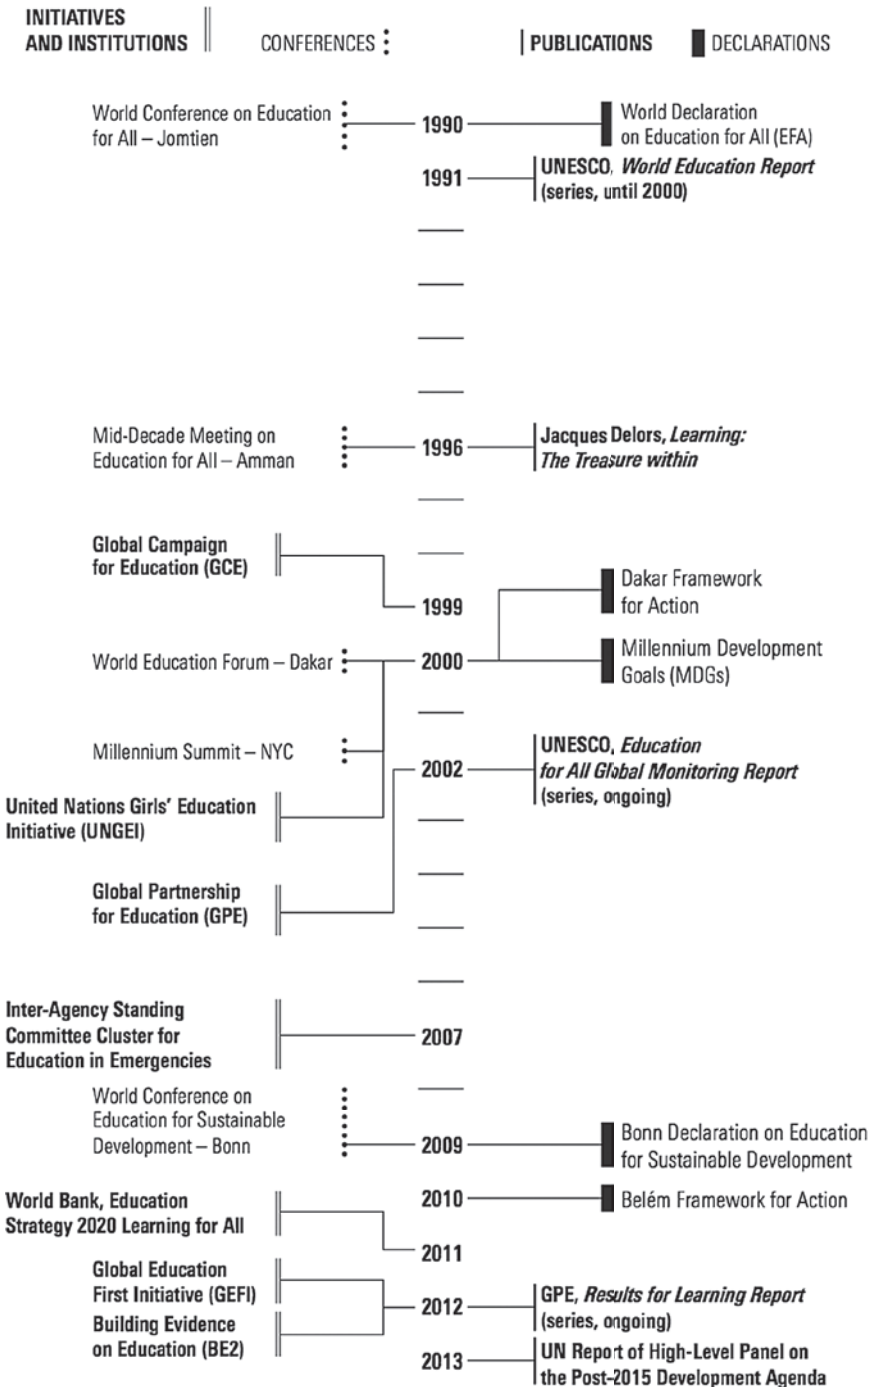 INITIATIVES
AND INSTITUTIONS
CONFERENCES
PUBLICATIONS
DECLARATIONS
World Conference on Education
for All – Jomtien
1990
World Declaration
on Education for All (EFA)
1991
UNESCO, World Education Report
(series, until 2000)
Mid-Decade Meeting on
Education for All – Amman
1996
Jacques Delors, Learning:
The Treasure within
Global Campaign
for Education (GCE)
1999
Dakar Framework
for Action
World Education Forum – Dakar
2000
Millennium Development
Goals (MDGs)
Millennium Summit – NYC
2002
UNESCO, Education
for All Global Monitoring Report
(series, ongoing)
United Nations Girls' Education
Initiative (UNGEI)
Global Partnership
for Education (GPE)
Inter-Agency Standing
Committee Cluster for
Education in Emergencies
2007
World Conference on
Education for Sustainable
Development – Bonn
2009
Bonn Declaration on Education
for Sustainable Development
2010
Belém Framework for Action
World Bank, Education
Strategy 2020 Learning for All
2011
Global Education
First Initiative (GEFI)
Building Evidence
on Education (BE2)
2012
GPE, Results for Learning Report
(series, ongoing)
2013
UN Report of High-Level Panel on
the Post-2015 Development Agenda